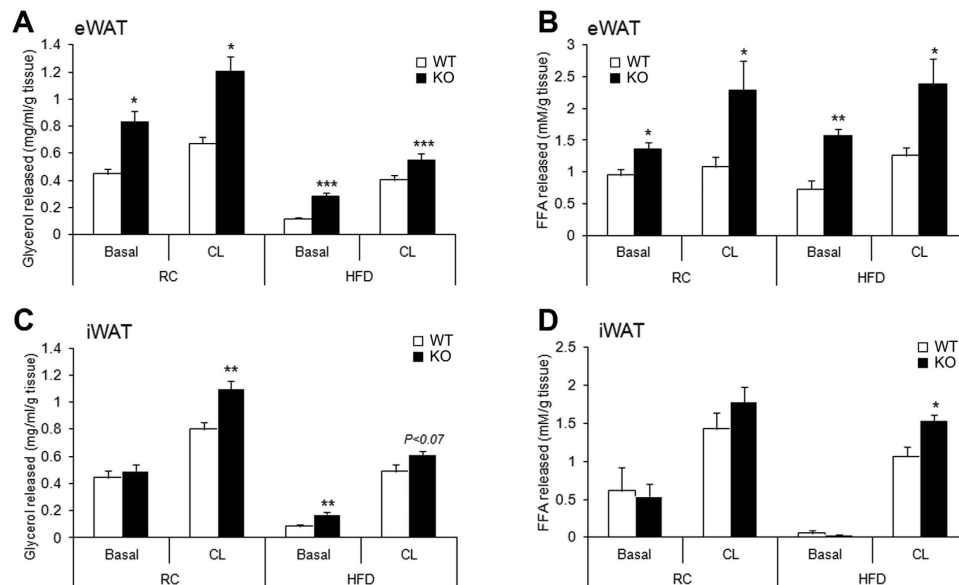 A
eWAT
Glycerol released (mg/ml/g tissue)
1.4
1.2
1
0.8
0.6
0.4
0.2
0
*
*
***
***
WT
KO
Basal
CL
Basal
CL
RC
HFD
B
eWAT
FFA released (mM/g tissue)
3
2.5
2
1.5
1
0.5
0
*
*
**
*
WT
KO
Basal
CL
Basal
CL
RC
HFD
C
iWAT
Glycerol released (mg/ml/g tissue)
1.4
1.2
1
0.8
0.6
0.4
0.2
0
**
**
P<0.07
WT
KO
Basal
CL
Basal
CL
RC
HFD
D
iWAT
FFA released (mM/g tissue)
2.5
2
1.5
1
0.5
0
*
WT
KO
Basal
CL
Basal
CL
RC
HFD